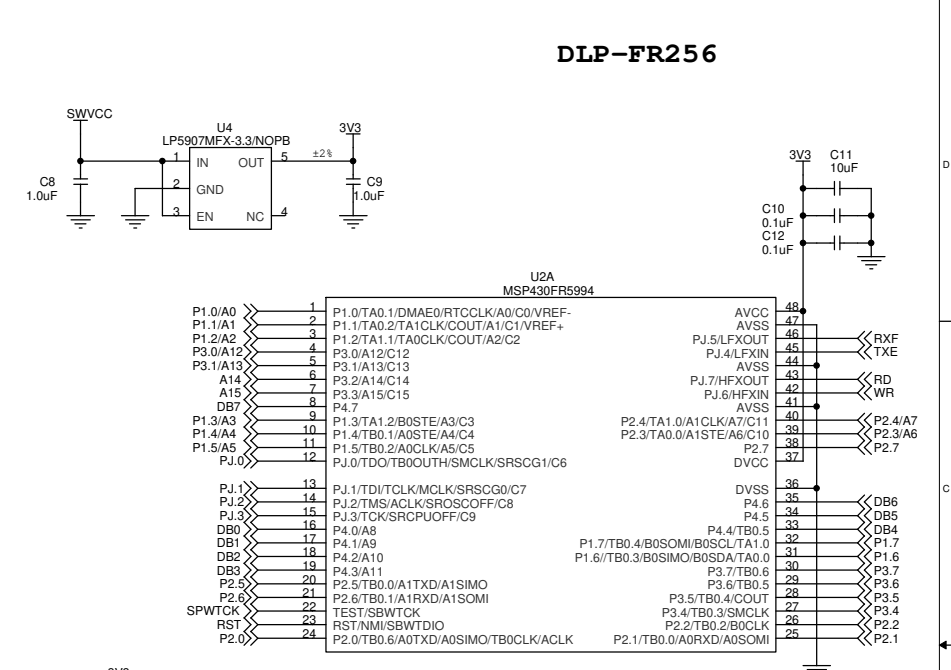 DLP-FR256
SWVCC
U4
LP5907MFX-3.3/NOPB
3V3
1 IN OUT 5 ±2%
2 GND
3 EN NC 4
C8
1.0uF
C9
1.0uF
3V3
C11
10uF
C10
0.1uF
C12
0.1uF
D
C
U2A
MSP430FR5994
P1.0/A0 1 P1.0/TA0.1/DMAE0/RTCCLK/A0/C0/VREF-
P1.1/A1 2 P1.1/TA0.2/TA1CLK/COUT/A1/C1/VREF+
P1.2/A2 3 P1.2/TA1.1/TA0CLK/COUT/A2/C2
P3.0/A12 4 P3.0/A12/C12
P3.1/A13 5 P3.1/A13/C13
A14 6 P3.2/A14/C14
A15 7 P3.3/A15/C15
DB7 8 P4.7
P1.3/A3 9 P1.3/TA1.2/B0STE/A3/C3
P1.4/A4 10 P1.4/TB0.1/A0STE/A4/C4
P1.5/A5 11 P1.5/TB0.2/A0CLK/A5/C5
PJ.0 12 PJ.0/TDO/TB0OUTH/SMCLK/SRSCG1/C6
PJ.1 13 PJ.1/TDI/TCLK/MCLK/SRSCG0/C7
PJ.2 14 PJ.2/TMS/ACLK/SROSCOFF/C8
PJ.3 15 PJ.3/TCK/SRCPUOFF/C9
DB0 16 P4.0/A8
DB1 17 P4.1/A9
DB2 18 P4.2/A10
DB3 19 P4.3/A11
P2.5 20 P2.5/TB0.0/A1TXD/A1SIMO
P2.6 21 P2.6/TB0.1/A1RXD/A1SOMI
SPWTCK 22 TEST/SBWTCK
RST 23 RST/NMI/SBWTDIO
P2.0 24 P2.0/TB0.6/A0TXD/A0SIMO/TB0CLK/ACLK
AVCC 48
AVSS 47
PJ.5/LFXOUT 46 RXF
PJ.4/LFXIN 45 TXE
AVSS 44
PJ.7/HFXOUT 43 RD
PJ.6/HFXIN 42 WR
AVSS 41
P2.4/TA1.0/A1CLK/A7/C11 40 P2.4/A7
P2.3/TA0.0/A1STE/A6/C10 39 P2.3/A6
P2.7 38 P2.7
DVCC 37
DVSS 36
P4.6 35 DB6
P4.5 34 DB5
P4.4/TB0.5 33 DB4
P1.7/TB0.4/B0SOMI/B0SCL/TA1.0 32 P1.7
P1.6//TB0.3/B0SIMO/B0SDA/TA0.0 31 P1.6
P3.7/TB0.6 30 P3.7
P3.6/TB0.5 29 P3.6
P3.5/TB0.4/COUT 28 P3.5
P3.4/TB0.3/SMCLK 27 P3.4
P2.2/TB0.2/B0CLK 26 P2.2
P2.1/TB0.0/A0RXD/A0SOMI 25 P2.1